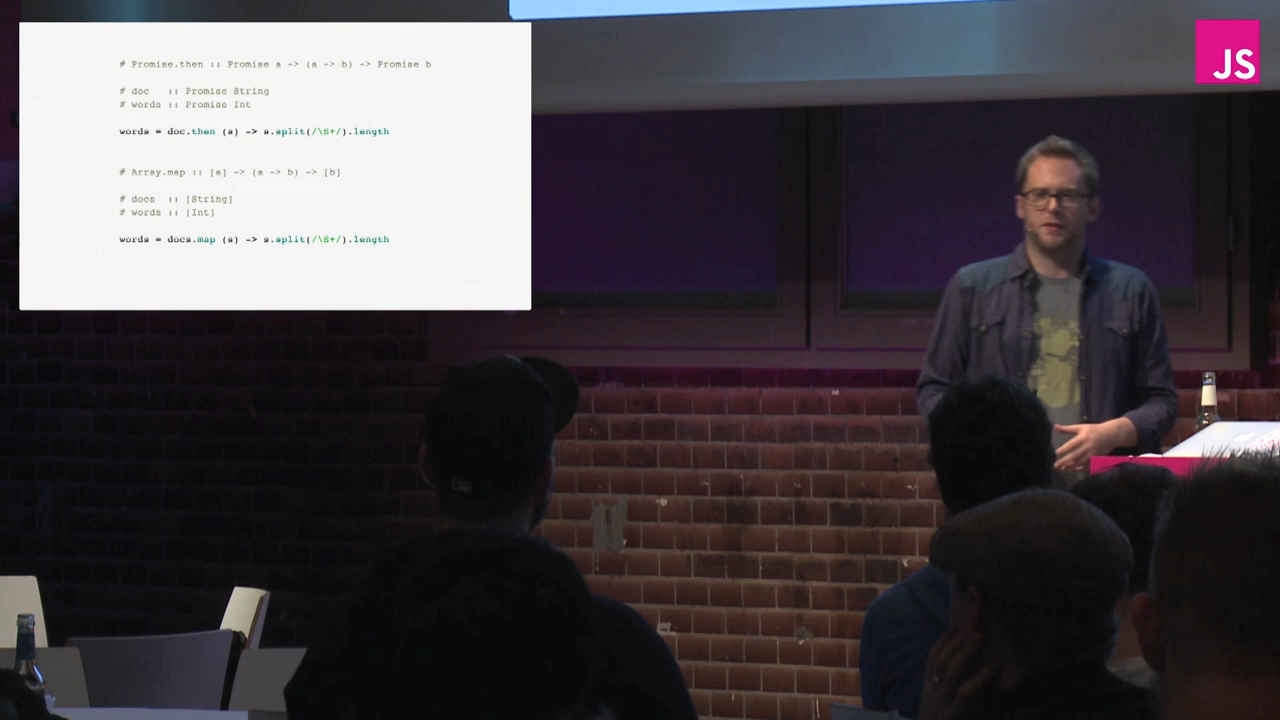 # Promise.then :: Promise a -> (a -> b) -> Promise b
# doc :: Promise String
# words :: Promise Int
words = doc.then (s) -> s.split(/\S+/).length
# Array.map :: [a] -> (a -> b) -> [b]
# docs :: [String]
# words :: [Int]
words = docs.map (s) -> s.split(/\S+/).length
JS